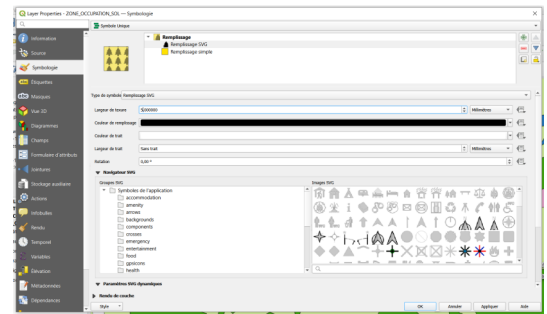 Layer Properties - ZONE_OCCUPATION_SOL — Symbologie
Symbole Unique
Information
Source
Symbologie
Étiquettes
Masques
Vue 3D
Diagrammes
Champs
Formulaire d'attributs
Jointures
Stockage auxiliaire
Actions
Infobulles
Rendu
Temporel
Variables
Élévation
Métadonnées
Dépendances
Remplissage
Remplissage SVG
Remplissage simple
Type de symbole Remplissage SVG
Largeur de texture
Millimètres
Couleur de remplissage
Couleur de trait
Largeur de trait
Sans trait
Millimètres
Rotation
0,00 °
Navigateur SVG
Groupes SVG
Images SVG
Symboles de l'application
accommodation
amenity
arrows
backgrounds
components
crosses
emergency
entertainment
food
gpsicons
health
Paramètres SVG dynamiques
Rendu de couche
Style
OK
Annuler
Appliquer
Aide